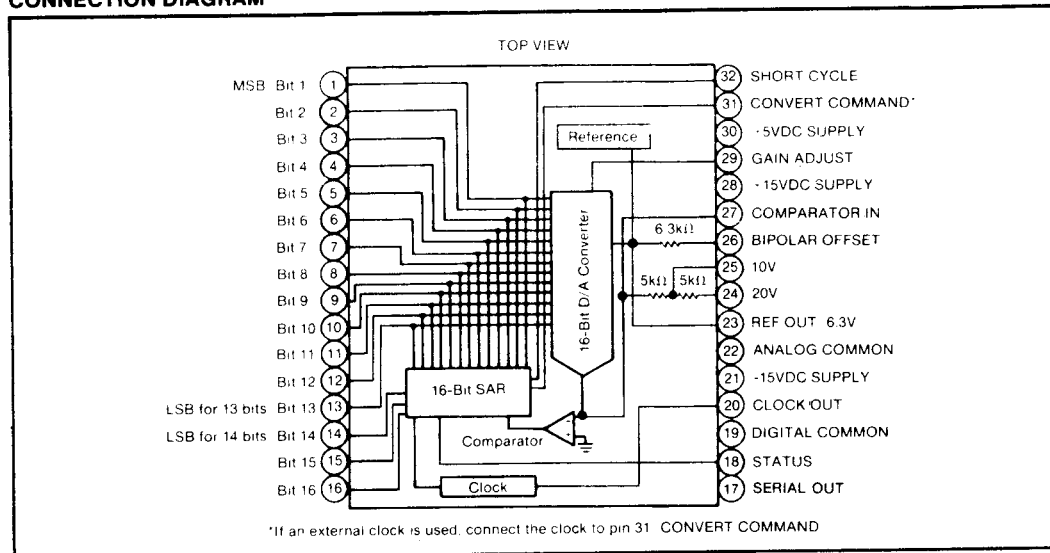 CONNECTION DIAGRAM
TOP VIEW
MSB Bit 1 1
Bit 2 2
Bit 3 3
Bit 4 4
Bit 5 5
Bit 6 6
Bit 7 7
Bit 8 8
Bit 9 9
Bit 10 10
Bit 11 11
Bit 12 12
LSB for 13 bits Bit 13 13
LSB for 14 bits Bit 14 14
Bit 15 15
Bit 16 16
Reference
16-Bit D/A Converter
6.3kΩ
5kΩ 5kΩ
16-Bit SAR
Comparator
Clock
32 SHORT CYCLE
31 CONVERT COMMAND*
30 -5VDC SUPPLY
29 GAIN ADJUST
28 -15VDC SUPPLY
27 COMPARATOR IN
26 BIPOLAR OFFSET
25 10V
24 20V
23 REF OUT 6.3V
22 ANALOG COMMON
21 -15VDC SUPPLY
20 CLOCK OUT
19 DIGITAL COMMON
18 STATUS
17 SERIAL OUT
*If an external clock is used, connect the clock to pin 31 CONVERT COMMAND